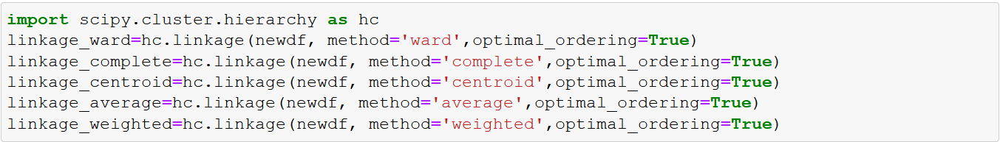 import scipy.cluster.hierarchy as hc
linkage_ward=hc.linkage(newdf, method='ward',optimal_ordering=True)
linkage_complete=hc.linkage(newdf, method='complete',optimal_ordering=True)
linkage_centroid=hc.linkage(newdf, method='centroid',optimal_ordering=True)
linkage_average=hc.linkage(newdf, method='average',optimal_ordering=True)
linkage_weighted=hc.linkage(newdf, method='weighted',optimal_ordering=True)